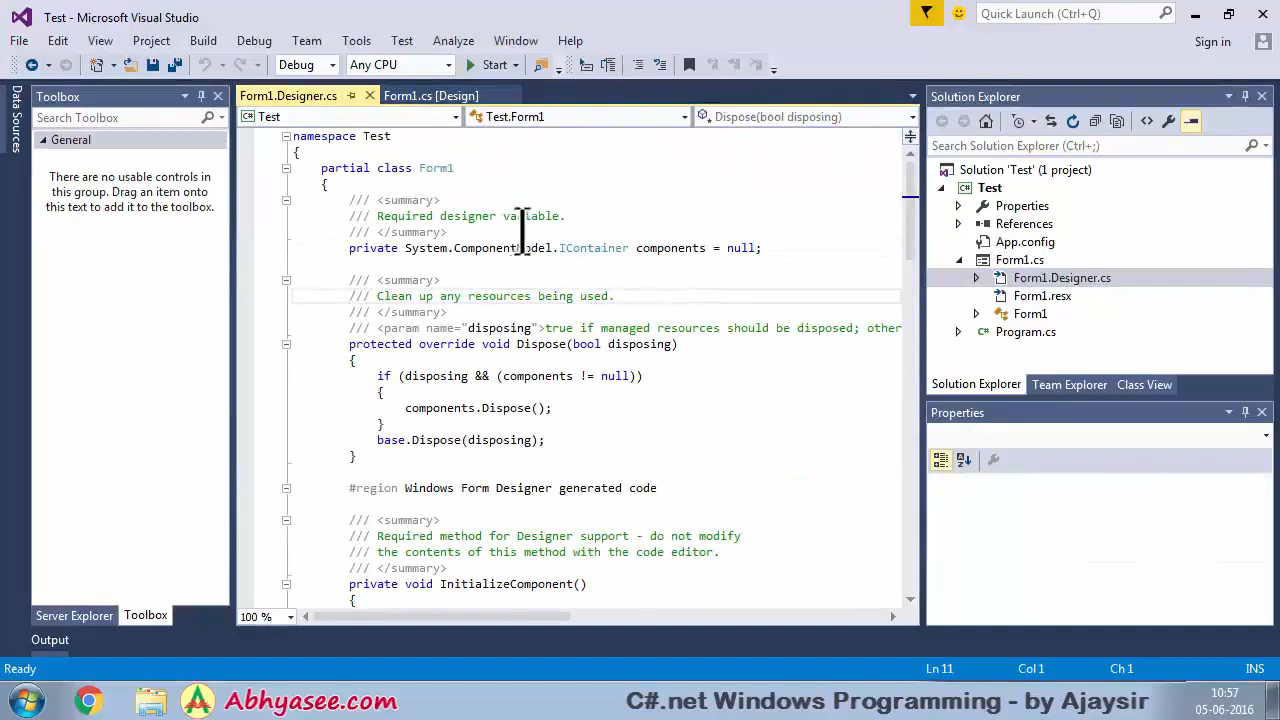 Test - Microsoft Visual Studio
Quick Launch (Ctrl+Q)
File Edit View Project Build Debug Team Tools Test Analyze Window Help
Sign in
Debug Any CPU Start
Data Sources
Toolbox
Search Toolbox
General
There are no usable controls in
this group. Drag an item onto
this text to add it to the toolbox.
Server Explorer Toolbox
Form1.Designer.cs Form1.cs [Design]
Test Test.Form1 Dispose(bool disposing)
namespace Test
{
partial class Form1
{
/// <summary>
/// Required designer variable.
/// </summary>
private System.ComponentModel.IContainer components = null;
/// <summary>
/// Clean up any resources being used.
/// </summary>
/// <param name="disposing">true if managed resources should be disposed; other
protected override void Dispose(bool disposing)
{
if (disposing && (components != null))
{
components.Dispose();
}
base.Dispose(disposing);
}
#region Windows Form Designer generated code
/// <summary>
/// Required method for Designer support - do not modify
/// the contents of this method with the code editor.
/// </summary>
private void InitializeComponent()
{
100 %
Solution Explorer
Search Solution Explorer (Ctrl+;)
Solution 'Test' (1 project)
C# Test
Properties
References
App.config
Form1.cs
Form1.Designer.cs
Form1.resx
Form1
Program.cs
Solution Explorer Team Explorer Class View
Properties
Output
Ready Ln 11 Col 1 Ch 1 INS
Abhyasee.com
C#.net Windows Programming - by Ajaysir
10:57
05-06-2016